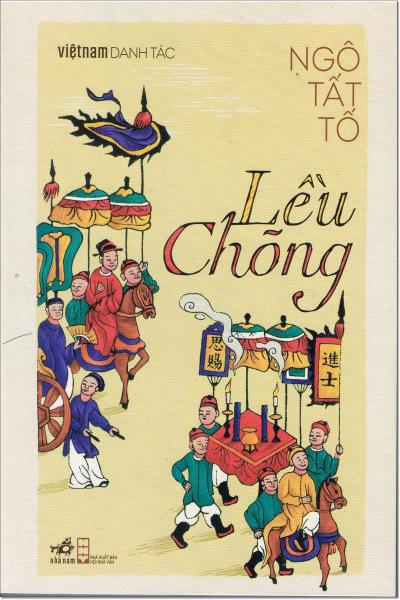 việtnam DANH TÁC
NGÔ
TẤT
TỐ
Lều
Chõng
思
賜
進
士
nhã nam
NHÀ XUẤT BẢN
HỘI NHÀ VĂN